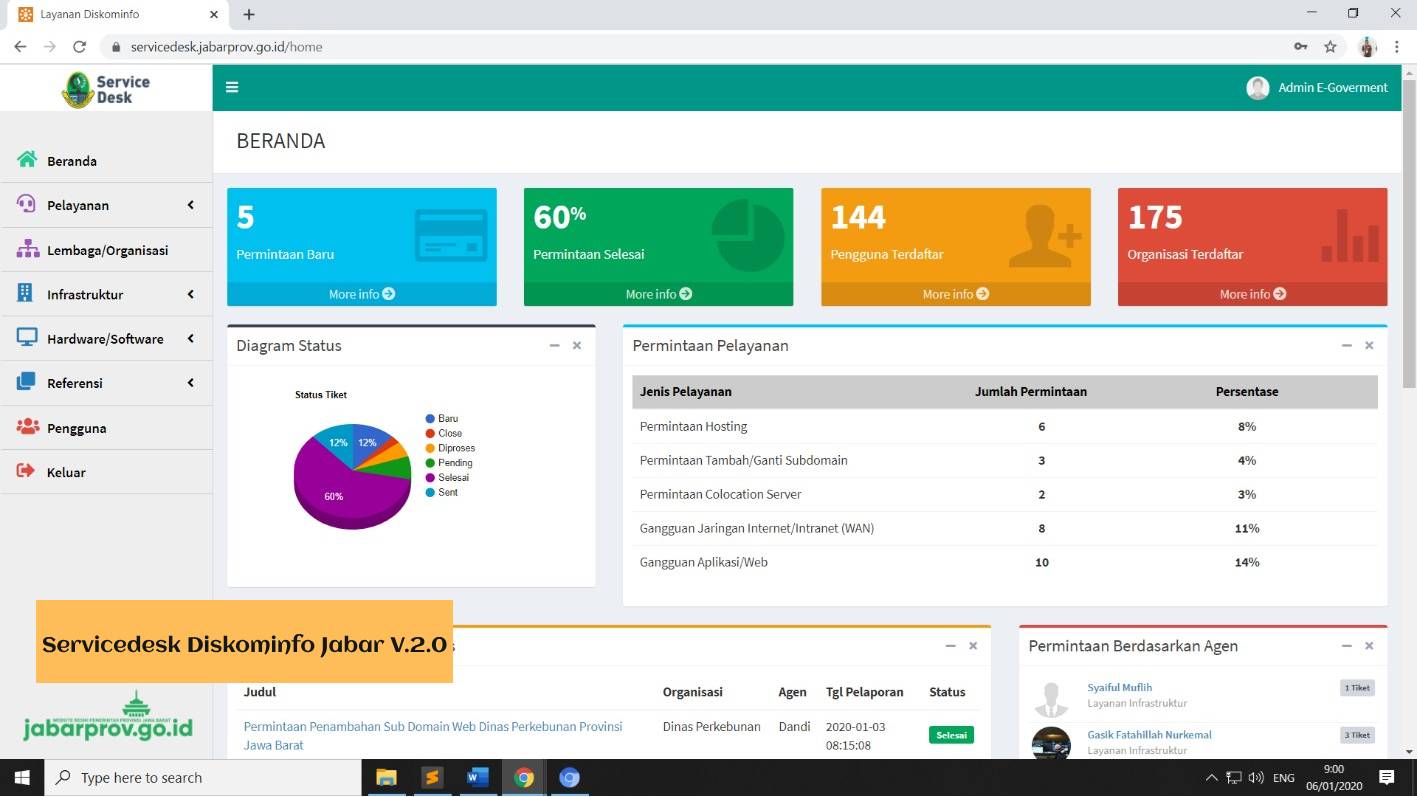 Layanan Diskominfo
servicedesk.jabarprov.go.id/home
Service
Desk
Admin E-Goverment
BERANDA
Beranda
Pelayanan
Lembaga/Organisasi
Infrastruktur
Hardware/Software
Referensi
Pengguna
Keluar
5
Permintaan Baru
More info
60%
Permintaan Selesai
More info
144
Pengguna Terdaftar
More info
175
Organisasi Terdaftar
More info
Diagram Status
Status Tiket
12% 12%
60%
Baru
Close
Diproses
Pending
Selesai
Sent
Permintaan Pelayanan
Jenis Pelayanan Jumlah Permintaan Persentase
Permintaan Hosting 6 8%
Permintaan Tambah/Ganti Subdomain 3 4%
Permintaan Colocation Server 2 3%
Gangguan Jaringan Internet/Intranet (WAN) 8 11%
Gangguan Aplikasi/Web 10 14%
Servicedesk Diskominfo Jabar V.2.0
Judul Organisasi Agen Tgl Pelaporan Status
Permintaan Penambahan Sub Domain Web Dinas Perkebunan Provinsi Dinas Perkebunan Dandi 2020-01-03 Selesai
Jawa Barat 08:15:08
Permintaan Berdasarkan Agen
Syaiful Muflih 1 Tiket
Layanan Infrastruktur
Gasik Fatahillah Nurkemal 3 Tiket
Layanan Infrastruktur
WEBSITE RESMI PEMERINTAH PROVINSI JAWA BARAT
jabarprov.go.id
Type here to search
ENG
9:00
06/01/2020